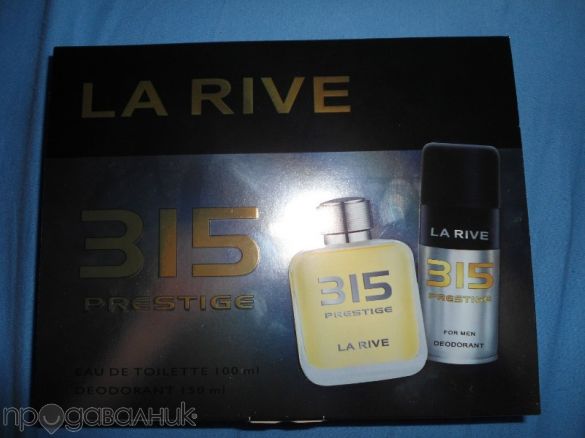 LA RIVE
315
PRESTIGE
EAU DE TOILETTE 100 ml
DEODORANT 150 ml
315
PRESTIGE
LA RIVE
LA RIVE
315
PRESTIGE
FOR MEN
DEODORANT
продавалник